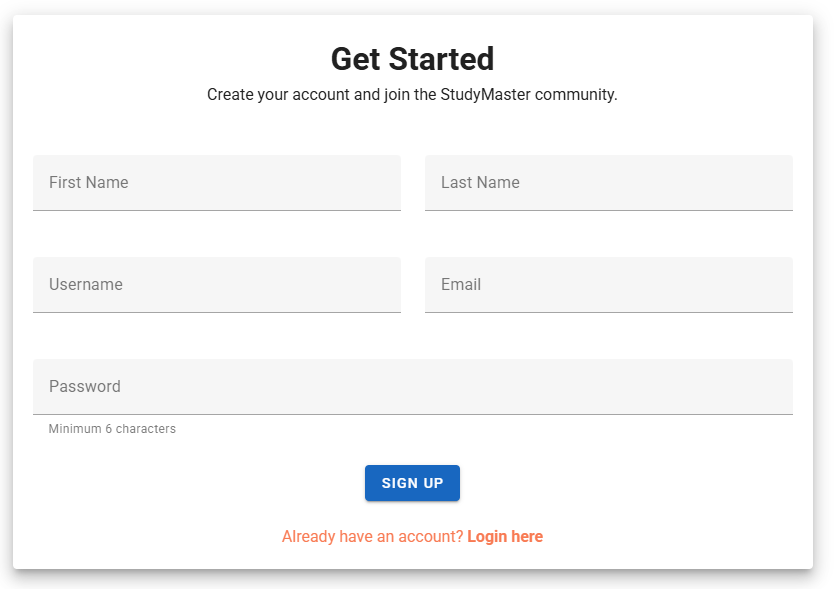 Get Started
Create your account and join the StudyMaster community.
First Name
Last Name
Username
Email
Password
Minimum 6 characters
SIGN UP
Already have an account? Login here